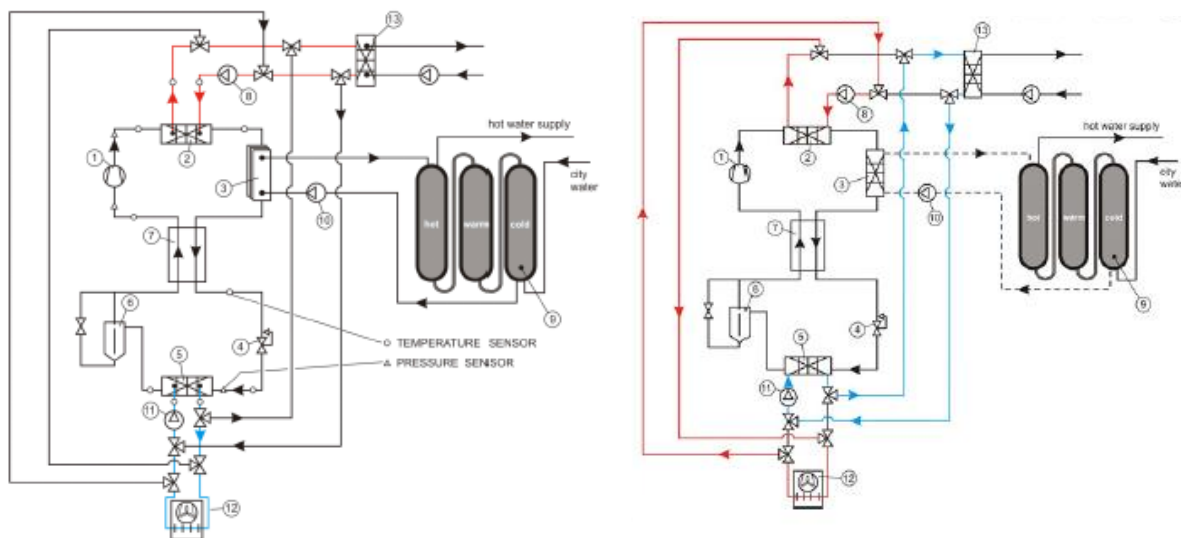 13
8
2
hot water supply
1
3
city
water
10
hot
warm
cold
7
6
9
4
TEMPERATURE SENSOR
5
PRESSURE SENISOR
11
12
13
8
hot water supply
2
1
3
city
water
10
hot
warm
cold
7
9
6
4
5
11
12